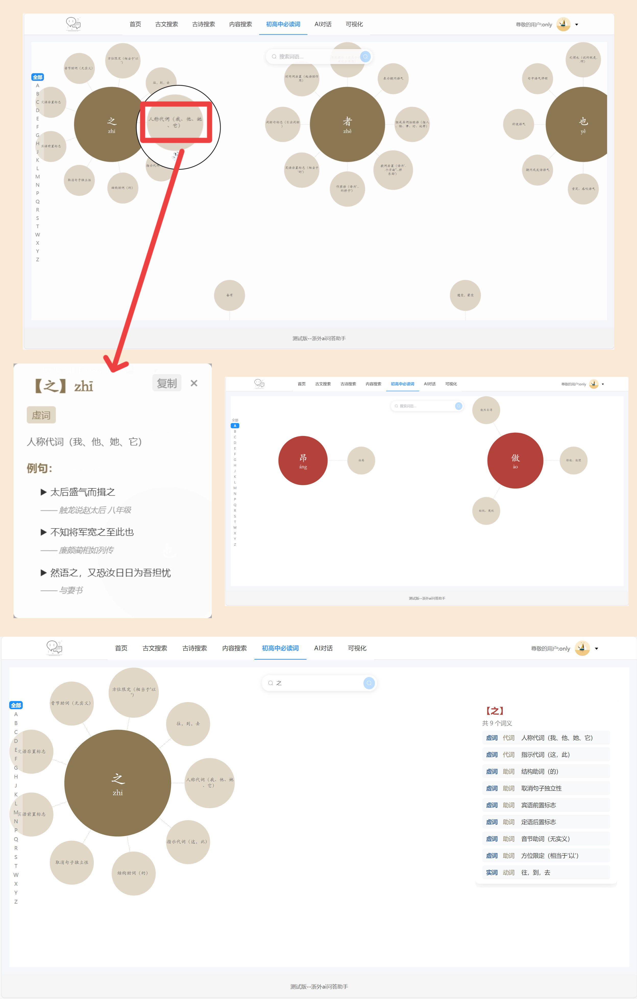 首页 古文搜索 古诗搜索 内容搜索 初高中必读词 AI对话 可视化 尊敬的用户:only
搜索词语...
全部
A
B
C
D
E
F
G
H
J
K
L
M
N
P
Q
R
S
T
W
X
Y
Z
之
zhī
方位限定（相当于'以
'）
音节助词（无实义）
往，到，去
定语后置标志
人称代词（我、他、她
、它）
宾语前置标志
指示代词
取消句子独立性
结构助词（的）
者
zhě
时间词后置（起语助作
用）
表示疑问语气
判断句标志（引出判断
）
组成名词性短语（指人
、物、事、时、地等）
定语后置标志（相当于
'的'）
数词后置（译为'..
.个方面''...样
东西'）
作宾语（译为'...
的样子'）
也
yě
之谓也（说的就是..
.啊）
句中语气停顿
祈使语气
疑问或反诘语气
肯定、感叹语气
备有
遭受、蒙受
测试版--浙外ai问答助手
【之】zhī
复制 ×
虚词
人称代词（我、他、她、它）
例句：
▶ 太后盛气而揖之
—— 触龙说赵太后 八年级
▶ 不知将军宽之至此也
—— 廉颇蔺相如列传
▶ 然语之，又恐汝日日为吾担忧
—— 与妻书
首页 古文搜索 古诗搜索 内容搜索 初高中必读词 AI对话 可视化 尊敬的用户:only
搜索词语...
全部
A
B
C
D
E
F
G
H
J
K
L
M
N
P
Q
R
S
T
W
X
Y
Z
昂
áng
抬高
傲
ào
傲然自得
骄傲、傲慢
测试版--浙外ai问答助手
首页 古文搜索 古诗搜索 内容搜索 初高中必读词 AI对话 可视化 尊敬的用户:only
之
全部
A
B
C
D
E
F
G
H
J
K
L
M
N
P
Q
R
S
T
W
X
Y
Z
方位限定（相当于'以
'）
音节助词（无实义）
往，到，去
定语后置标志
之
zhī
人称代词（我、他、她
、它）
宾语前置标志
指示代词（这，此）
取消句子独立性
结构助词（的）
【之】
共 9 个词义
虚词 代词 人称代词（我、他、她、它）
虚词 代词 指示代词（这，此）
虚词 助词 结构助词（的）
虚词 助词 取消句子独立性
虚词 助词 宾语前置标志
虚词 助词 定语后置标志
虚词 助词 音节助词（无实义）
虚词 助词 方位限定（相当于'以'）
实词 动词 往，到，去
测试版--浙外ai问答助手